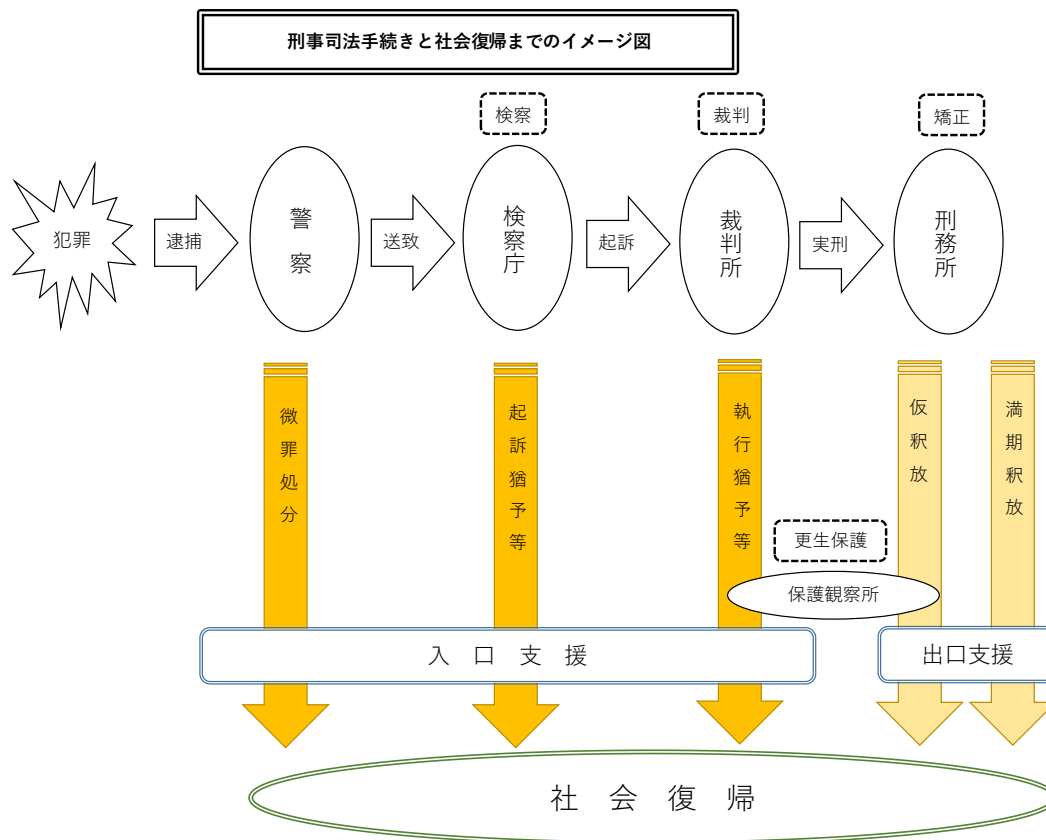 刑事司法手続きと社会復帰までのイメージ図
検察
裁判
矯正
犯罪
逮捕
警察
送致
検察庁
起訴
裁判所
実刑
刑務所
微罪処分
起訴猶予等
執行猶予等
仮釈放
満期釈放
更生保護
保護観察所
入口支援
出口支援
社会復帰